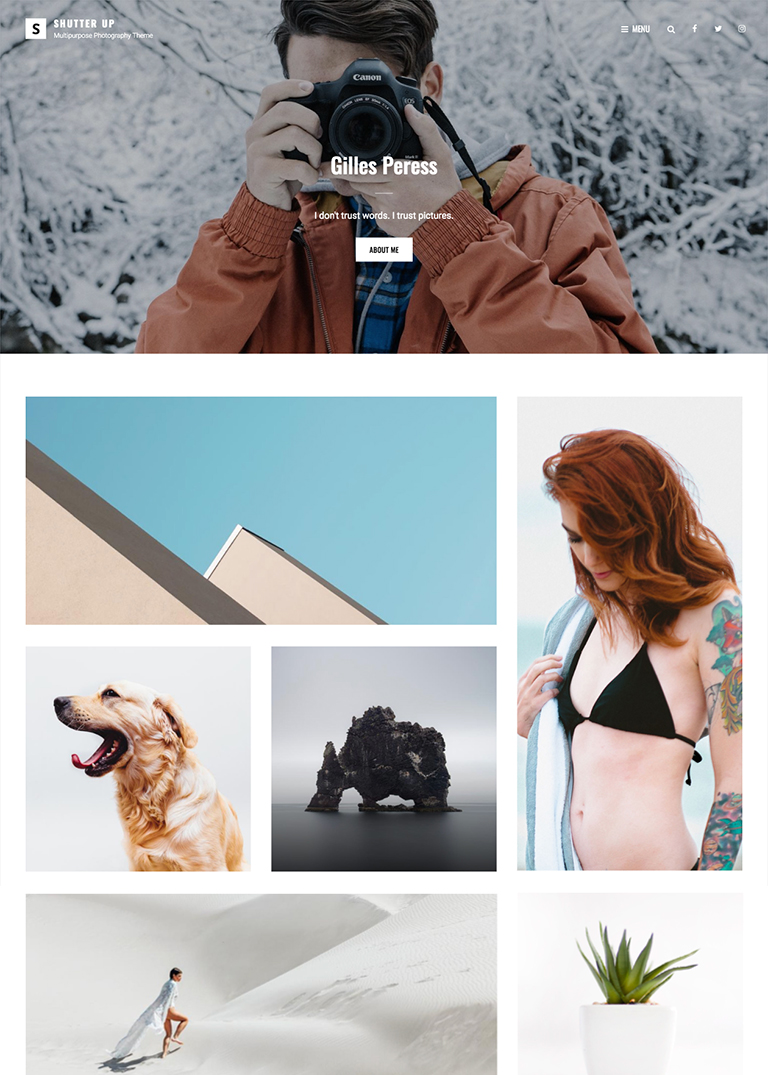 S
SHUTTER UP
Multipurpose Photography Theme
MENU
Canon
EOS
Gilles Peress
I don't trust words. I trust pictures.
ABOUT ME